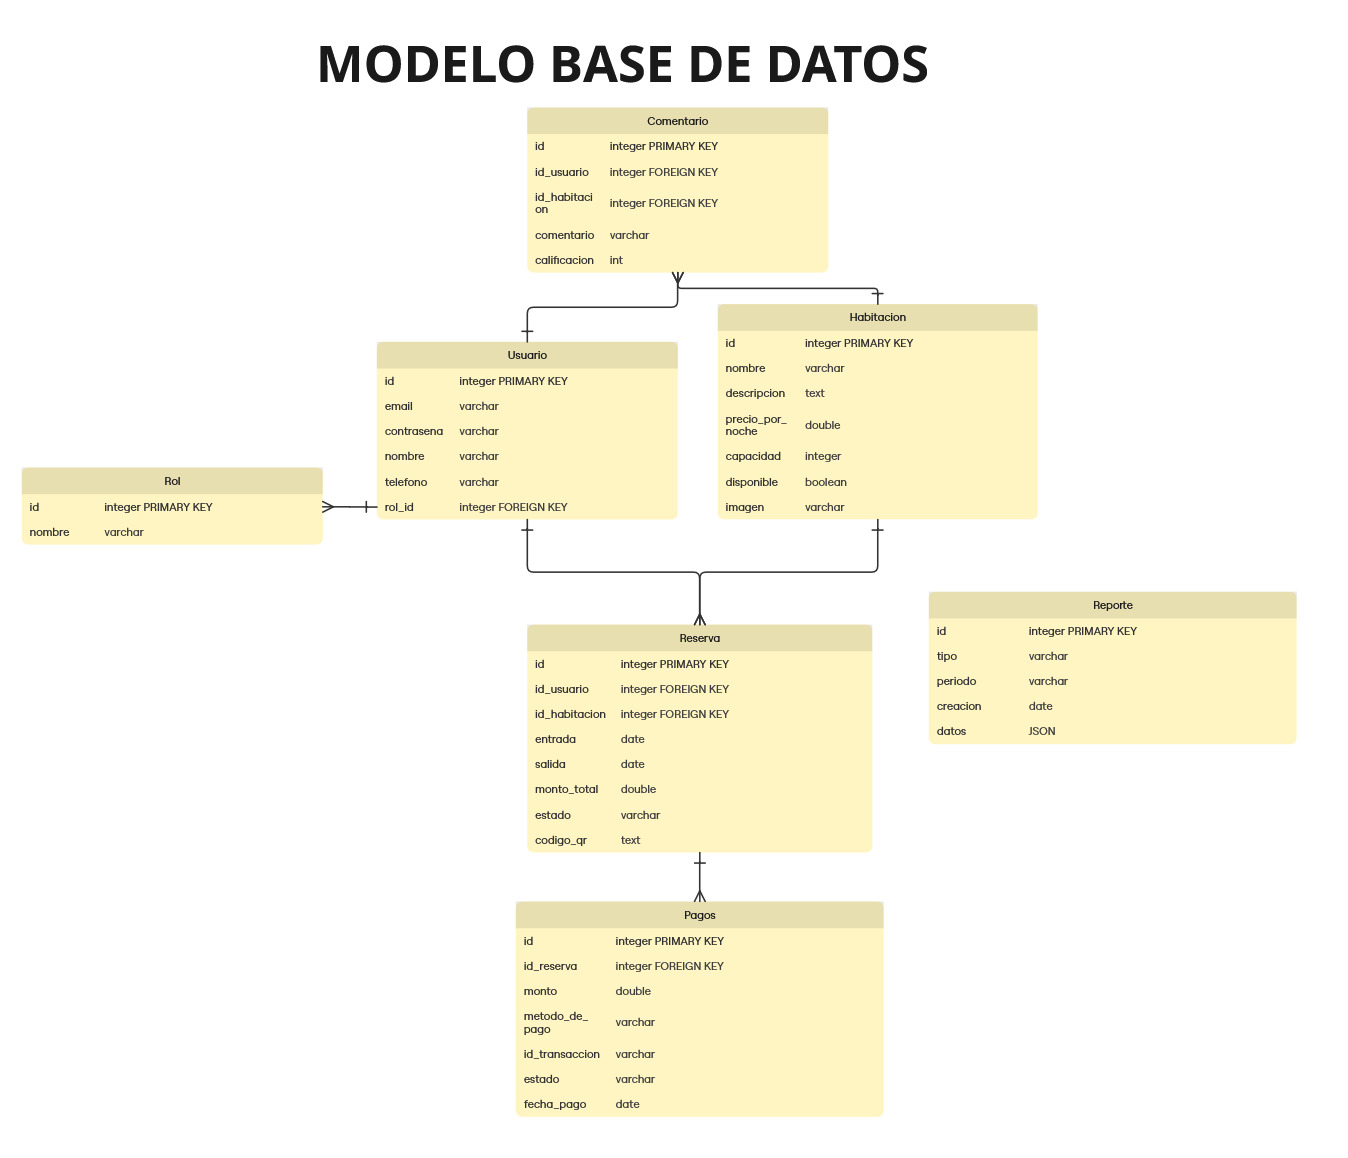 MODELO BASE DE DATOS
Comentario
id integer PRIMARY KEY
id_usuario integer FOREIGN KEY
id_habitaci
on integer FOREIGN KEY
comentario varchar
calificacion int
Habitacion
id integer PRIMARY KEY
nombre varchar
descripcion text
precio_por_
noche double
capacidad integer
disponible boolean
imagen varchar
Usuario
id integer PRIMARY KEY
email varchar
contrasena varchar
nombre varchar
telefono varchar
rol_id integer FOREIGN KEY
Rol
id integer PRIMARY KEY
nombre varchar
Reserva
id integer PRIMARY KEY
id_usuario integer FOREIGN KEY
id_habitacion integer FOREIGN KEY
entrada date
salida date
monto_total double
estado varchar
codigo_qr text
Reporte
id integer PRIMARY KEY
tipo varchar
periodo varchar
creacion date
datos JSON
Pagos
id integer PRIMARY KEY
id_reserva integer FOREIGN KEY
monto double
metodo_de_
pago varchar
id_transaccion varchar
estado varchar
fecha_pago date